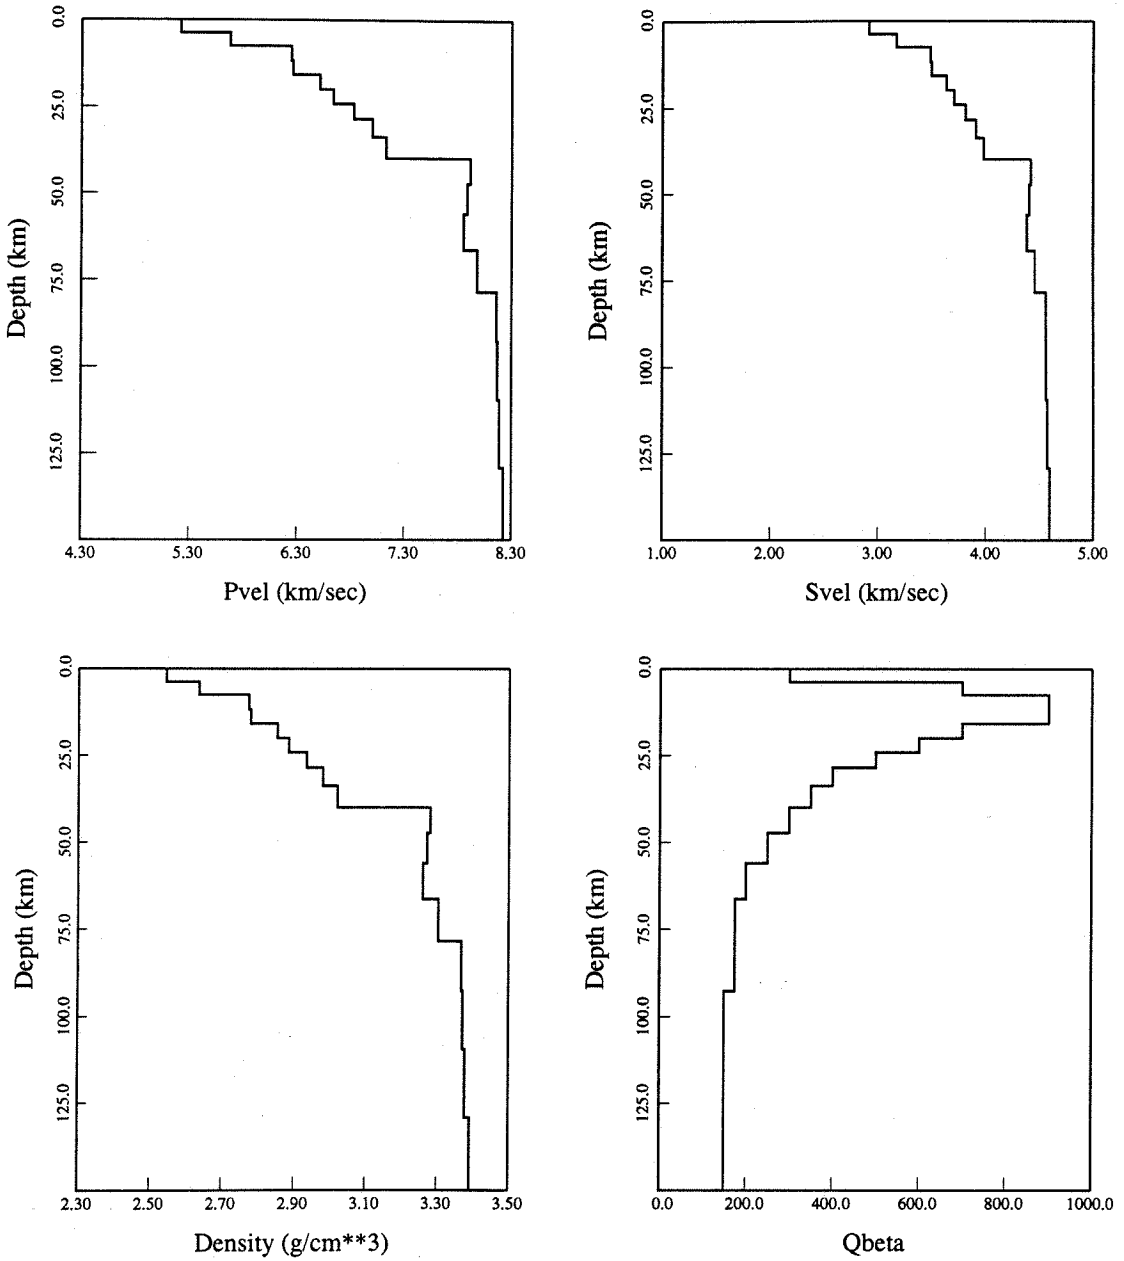 0.0
25.0
50.0
75.0
100.0
125.0
Depth (km)
4.30 5.30 6.30 7.30 8.30
Pvel (km/sec)
0.0
25.0
50.0
75.0
100.0
125.0
Depth (km)
1.00 2.00 3.00 4.00 5.00
Svel (km/sec)
0.0
25.0
50.0
75.0
100.0
125.0
Depth (km)
2.30 2.50 2.70 2.90 3.10 3.30 3.50
Density (g/cm**3)
0.0
25.0
50.0
75.0
100.0
125.0
Depth (km)
0.0 200.0 400.0 600.0 800.0 1000.0
Qbeta